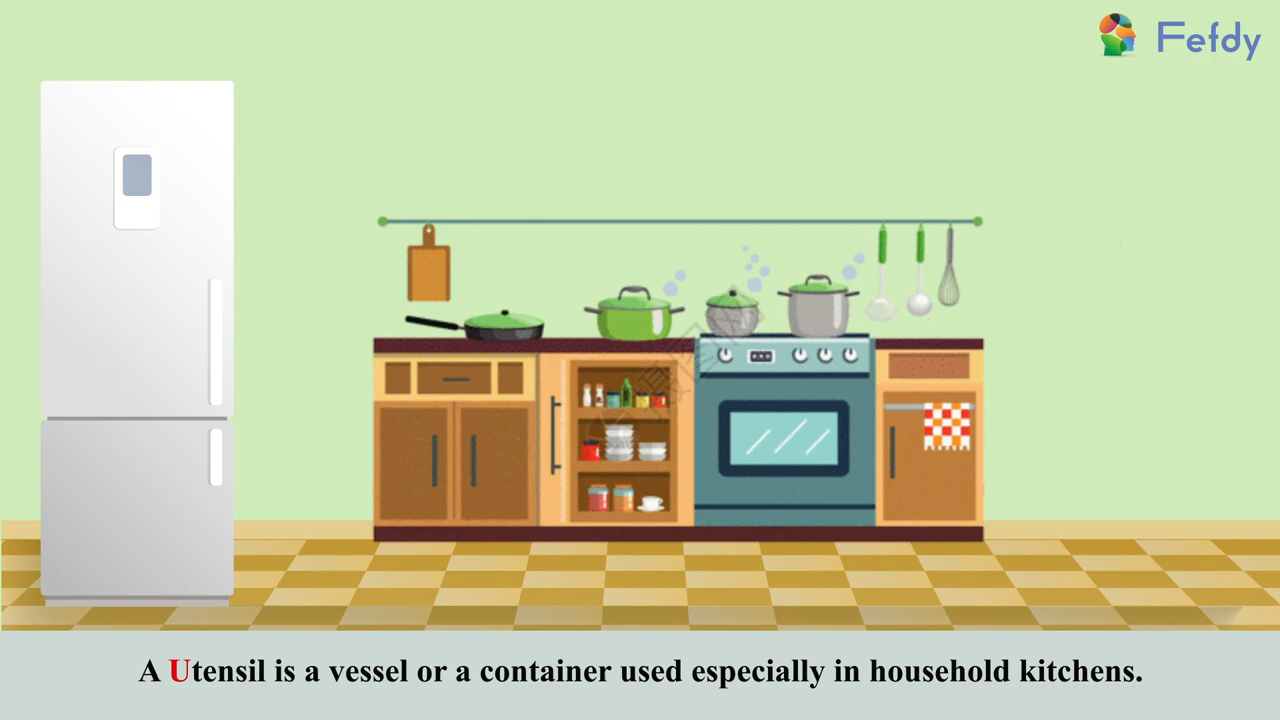 Fefdy
A Utensil is a vessel or a container used especially in household kitchens.